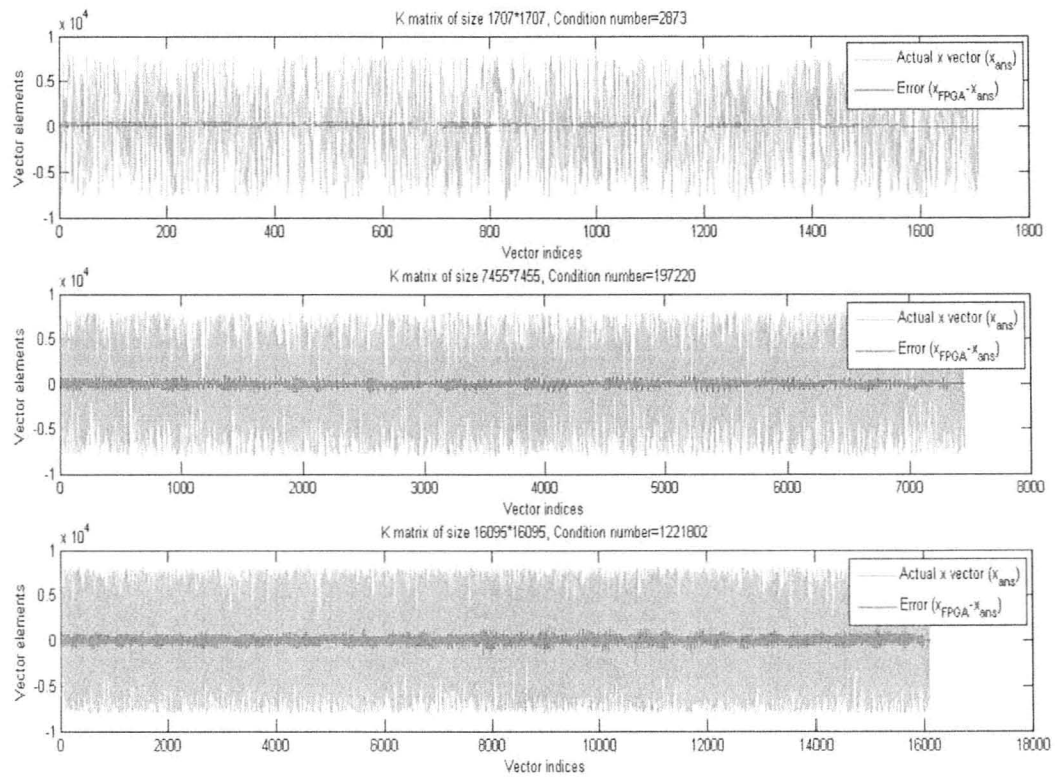 K matrix of size 1707*1707, Condition number=2873
x 10^4
1
0.5
0
-0.5
-1
Vector elements
Actual x vector (x_ans)
Error (x_FPGA-x_ans)
0 200 400 600 800 1000 1200 1400 1600 1800
Vector indices
K matrix of size 7455*7455, Condition number=197220
x 10^4
1
0.5
0
-0.5
-1
Vector elements
Actual x vector (x_ans)
Error (x_FPGA-x_ans)
0 1000 2000 3000 4000 5000 6000 7000 8000
Vector indices
K matrix of size 16095*16095, Condition number=1221802
x 10^4
1
0.5
0
-0.5
-1
Vector elements
Actual x vector (x_ans)
Error (x_FPGA-x_ans)
0 2000 4000 6000 8000 10000 12000 14000 16000 18000
Vector indices